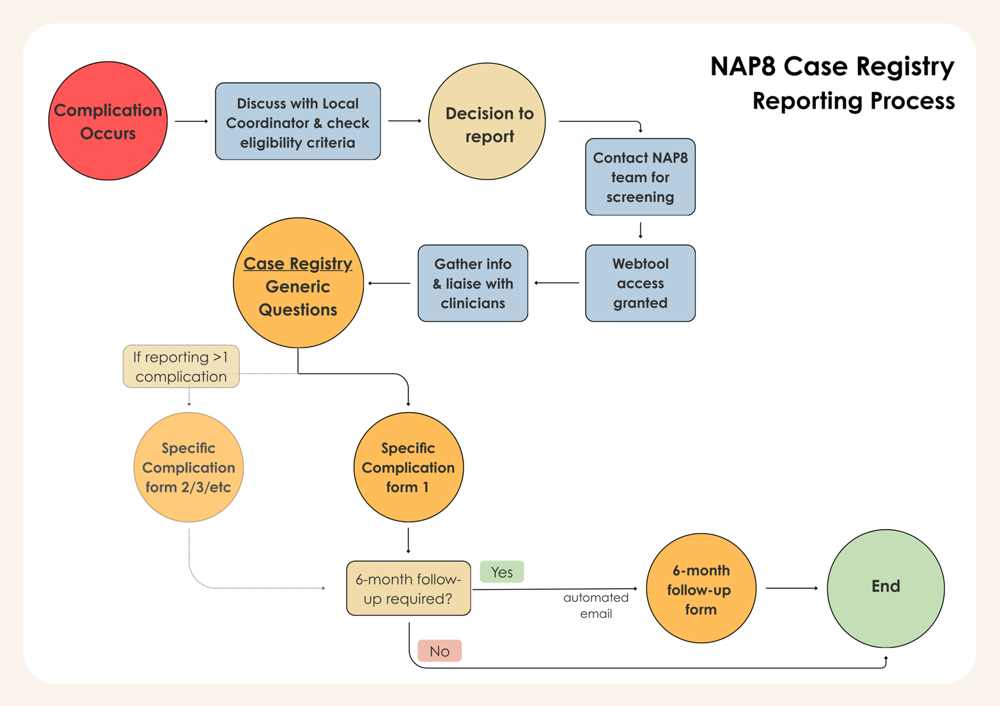 NAP8 Case Registry
Reporting Process
Complication
Occurs
Discuss with Local
Coordinator & check
eligibility criteria
Decision to
report
Contact NAP8
team for
screening
Webtool
access
granted
Gather info
& liaise with
clinicians
Case Registry
Generic
Questions
If reporting >1
complication
Specific
Complication
form 2/3/etc
Specific
Complication
form 1
6-month follow-
up required?
Yes
automated
email
No
6-month
follow-up
form
End